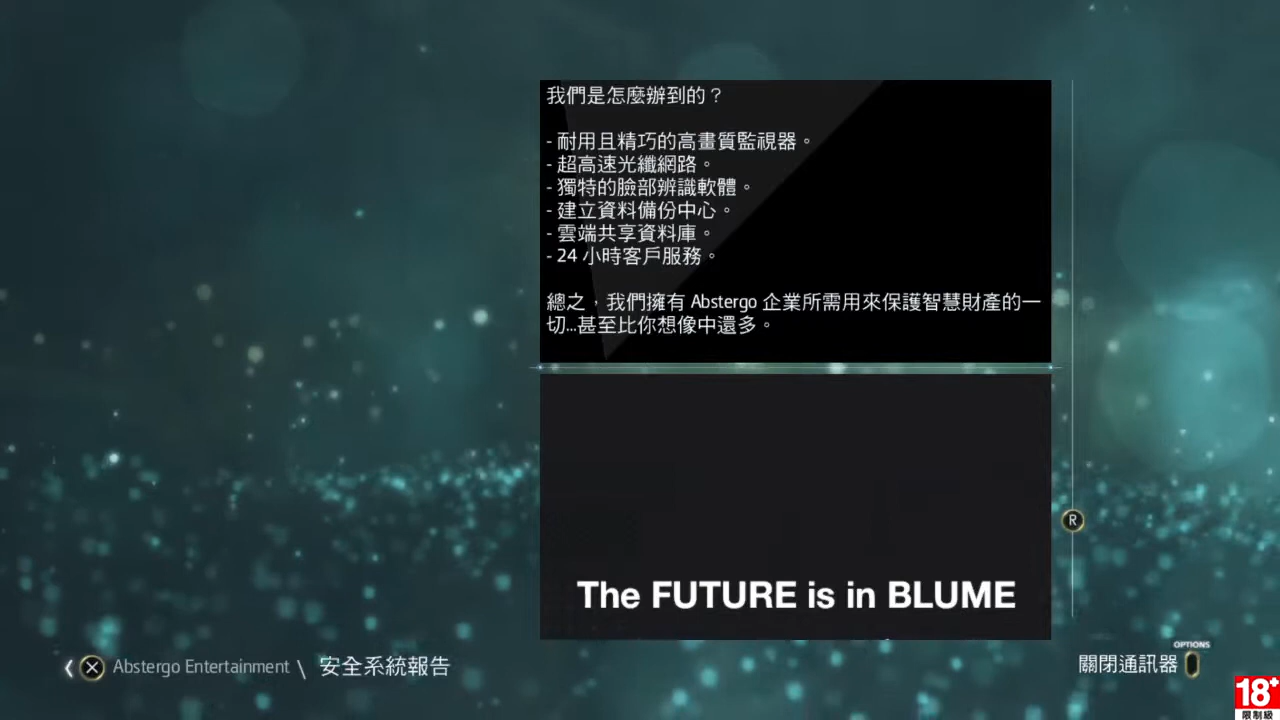 我們是怎麼辦到的？
- 耐用且精巧的高畫質監視器。
- 超高速光纖網路。
- 獨特的臉部辨識軟體。
- 建立資料備份中心。
- 雲端共享資料庫。
- 24 小時客戶服務。
總之，我們擁有 Abstergo 企業所需用來保護智慧財產的一
切...甚至比你想像中還多。
R
The FUTURE is in BLUME
Abstergo Entertainment \ 安全系統報告
OPTIONS
關閉通訊器
18+
限制級